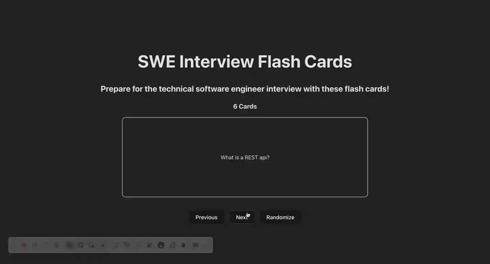 SWE Interview Flash Cards
Prepare for the technical software engineer interview with these flash cards!
6 Cards
What is a REST api?
Previous
Next
Randomize